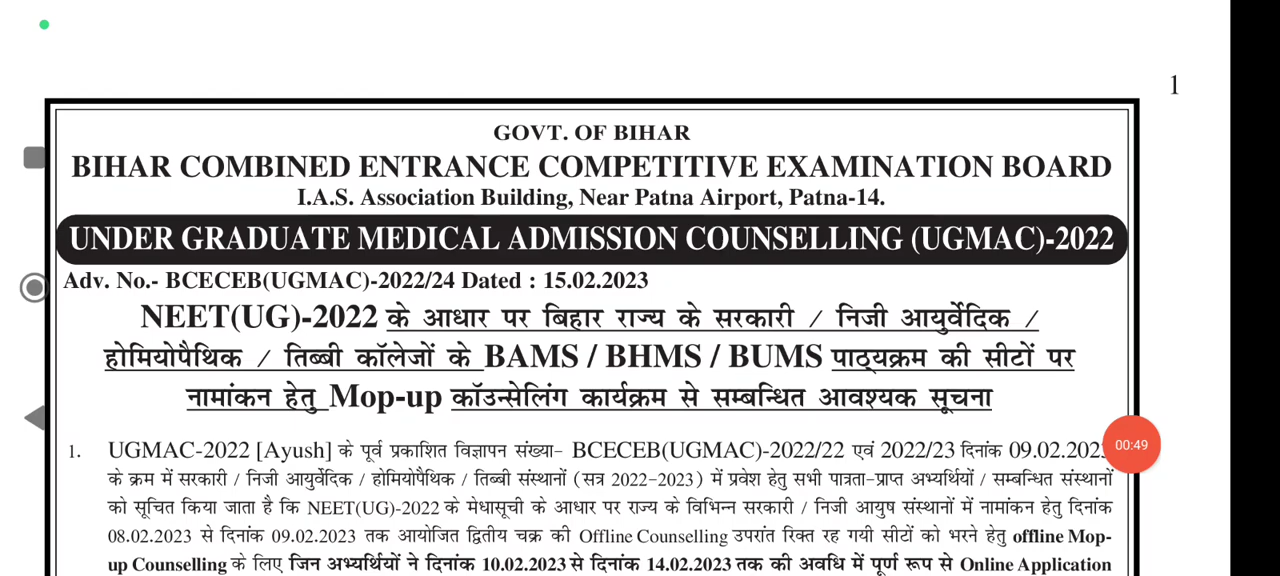 1
GOVT. OF BIHAR
BIHAR COMBINED ENTRANCE COMPETITIVE EXAMINATION BOARD
I.A.S. Association Building, Near Patna Airport, Patna-14.
UNDER GRADUATE MEDICAL ADMISSION COUNSELLING (UGMAC)-2022
Adv. No.- BCECEB(UGMAC)-2022/24 Dated : 15.02.2023
NEET(UG)-2022 के आधार पर बिहार राज्य के सरकारी / निजी आयुर्वेदिक /
होमियोपैथिक / तिब्बी कॉलेजों के BAMS / BHMS / BUMS पाठ्यक्रम की सीटों पर
नामांकन हेतु Mop-up कॉउन्सेलिंग कार्यक्रम से सम्बन्धित आवश्यक सूचना
1. UGMAC-2022 [Ayush] के पूर्व प्रकाशित विज्ञापन संख्या- BCECEB(UGMAC)-2022/22 एवं 2022/23 दिनांक 09.02.2023
00:49
के क्रम में सरकारी / निजी आयुर्वेदिक / होमियोपैथिक / तिब्बी संस्थानों (सत्र 2022-2023) में प्रवेश हेतु सभी पात्रता-प्राप्त अभ्यर्थियों / सम्बन्धित संस्थानों
को सूचित किया जाता है कि NEET(UG)-2022 के मेधासूची के आधार पर राज्य के विभिन्न सरकारी / निजी आयुष संस्थानों में नामांकन हेतु दिनांक
08.02.2023 से दिनांक 09.02.2023 तक आयोजित द्वितीय चक्र की Offline Counselling उपरांत रिक्त रह गयी सीटों को भरने हेतु offline Mop-
up Counselling के लिए जिन अभ्यर्थियों ने दिनांक 10.02.2023 से दिनांक 14.02.2023 तक की अवधि में पूर्ण रूप से Online Application